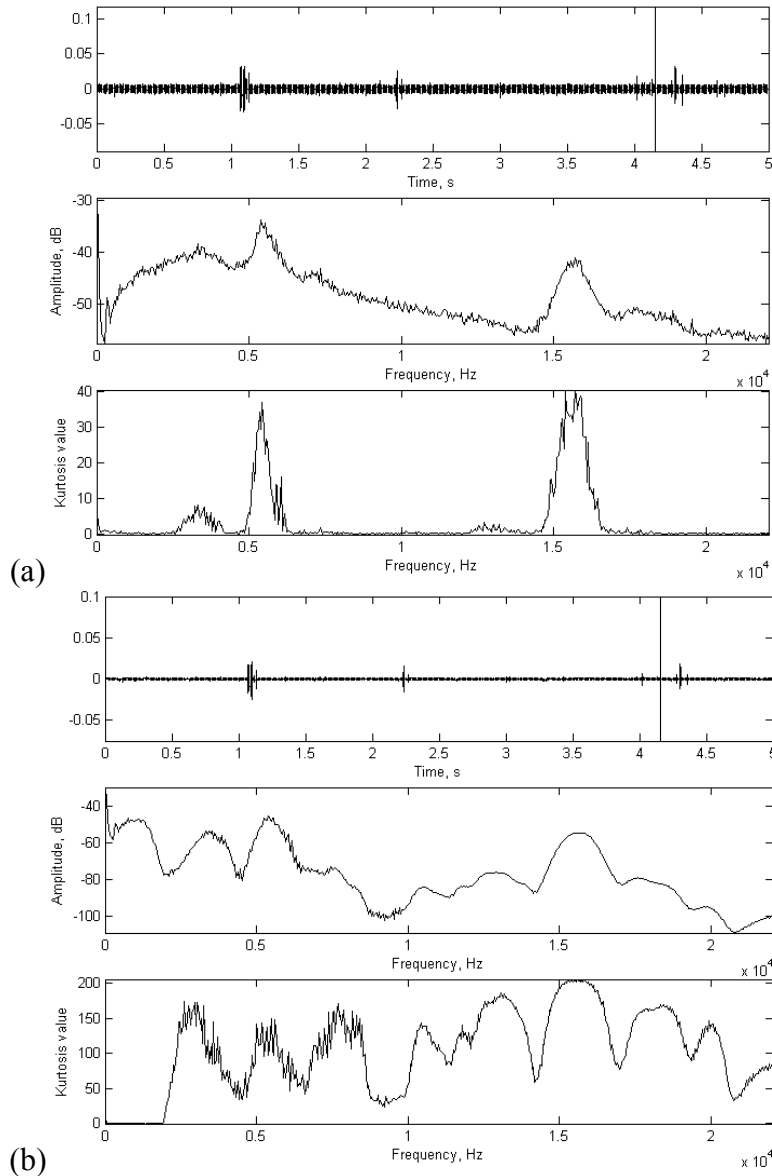 0.1
0.05
0
-0.05
0 0.5 1 1.5 2 2.5 3 3.5 4 4.5 5
Time, s
-30
-40
-50
Amplitude, dB
0 0.5 1 1.5 2
Frequency, Hz
x 10^4
40
30
20
10
0
Kurtosis value
0 0.5 1 1.5 2
Frequency, Hz
x 10^4
(a)
0.1
0.05
0
-0.05
0 0.5 1 1.5 2 2.5 3 3.5 4 4.5 5
Time, s
-40
-60
-80
-100
Amplitude, dB
0 0.5 1 1.5 2
Frequency, Hz
x 10^4
200
150
100
50
0
Kurtosis value
0 0.5 1 1.5 2
Frequency, Hz
x 10^4
(b)